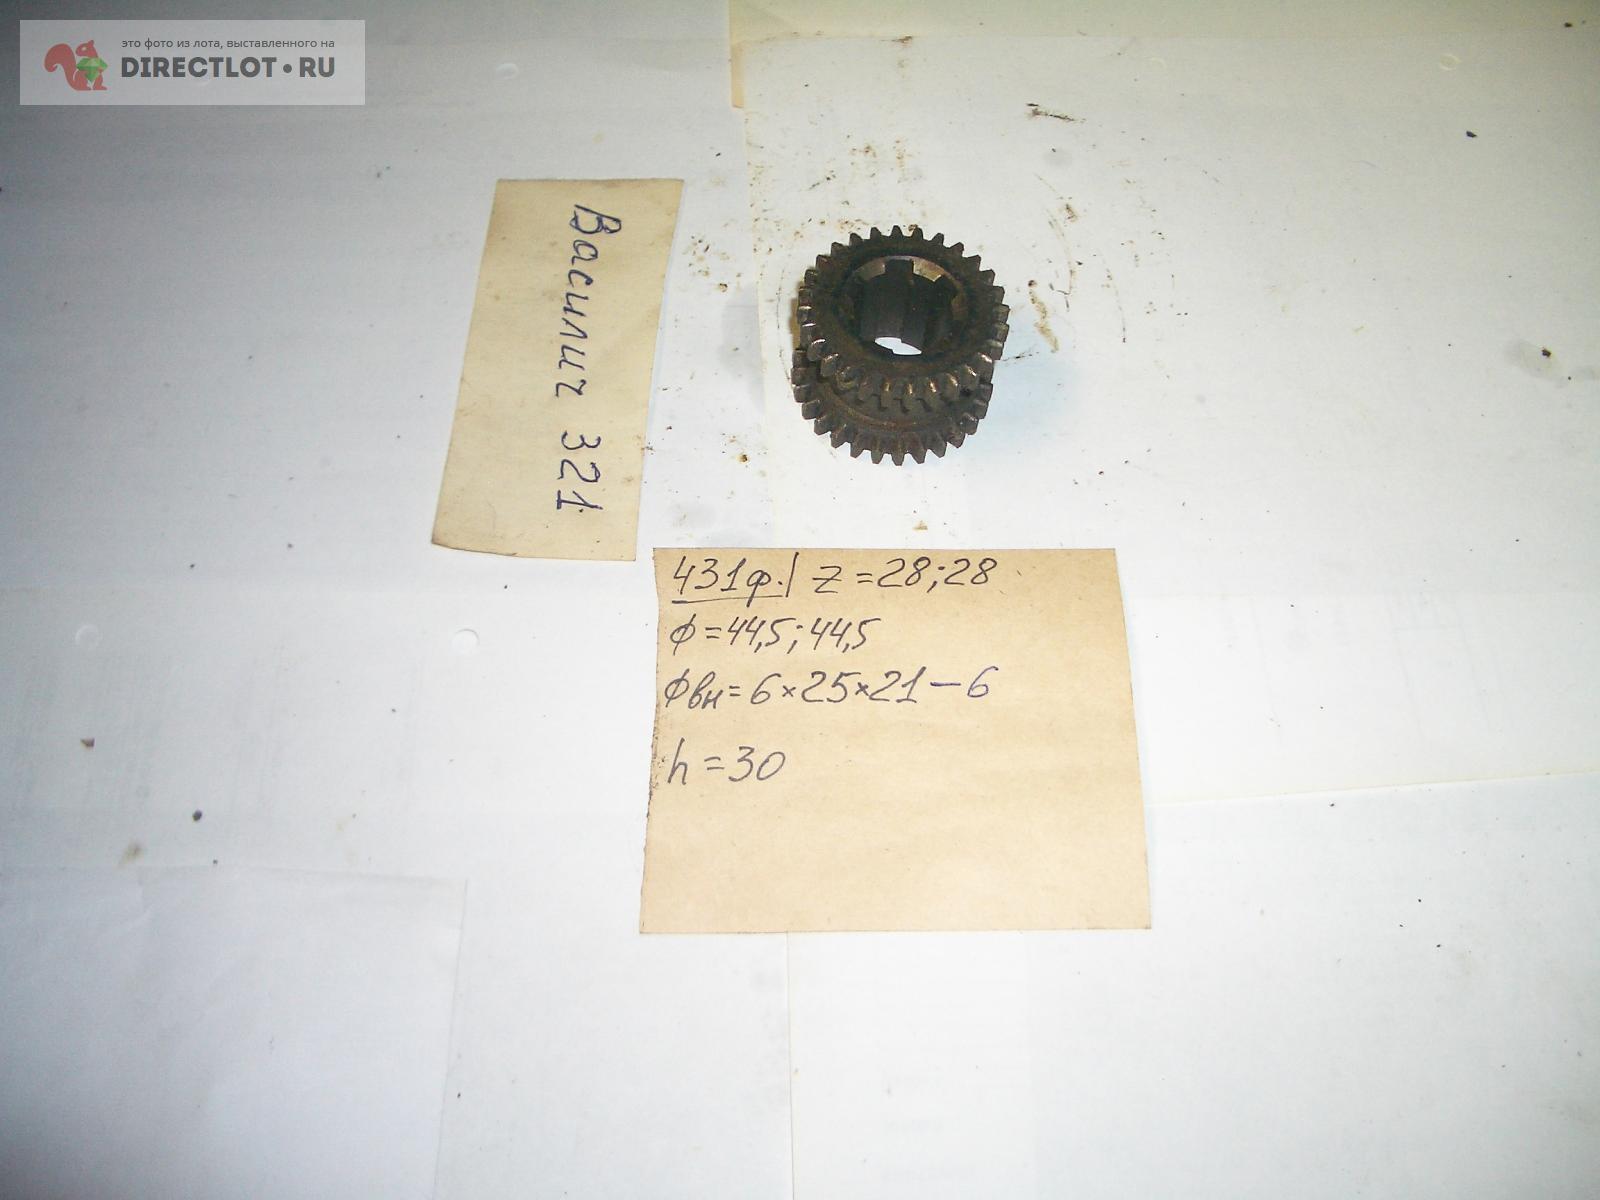 это фото из лота, выставленного на
DIRECTLOT•RU
Василич 321
431ф. Z=28;28
ф=44,5;44,5
фвн=6×25×21-6
h=30